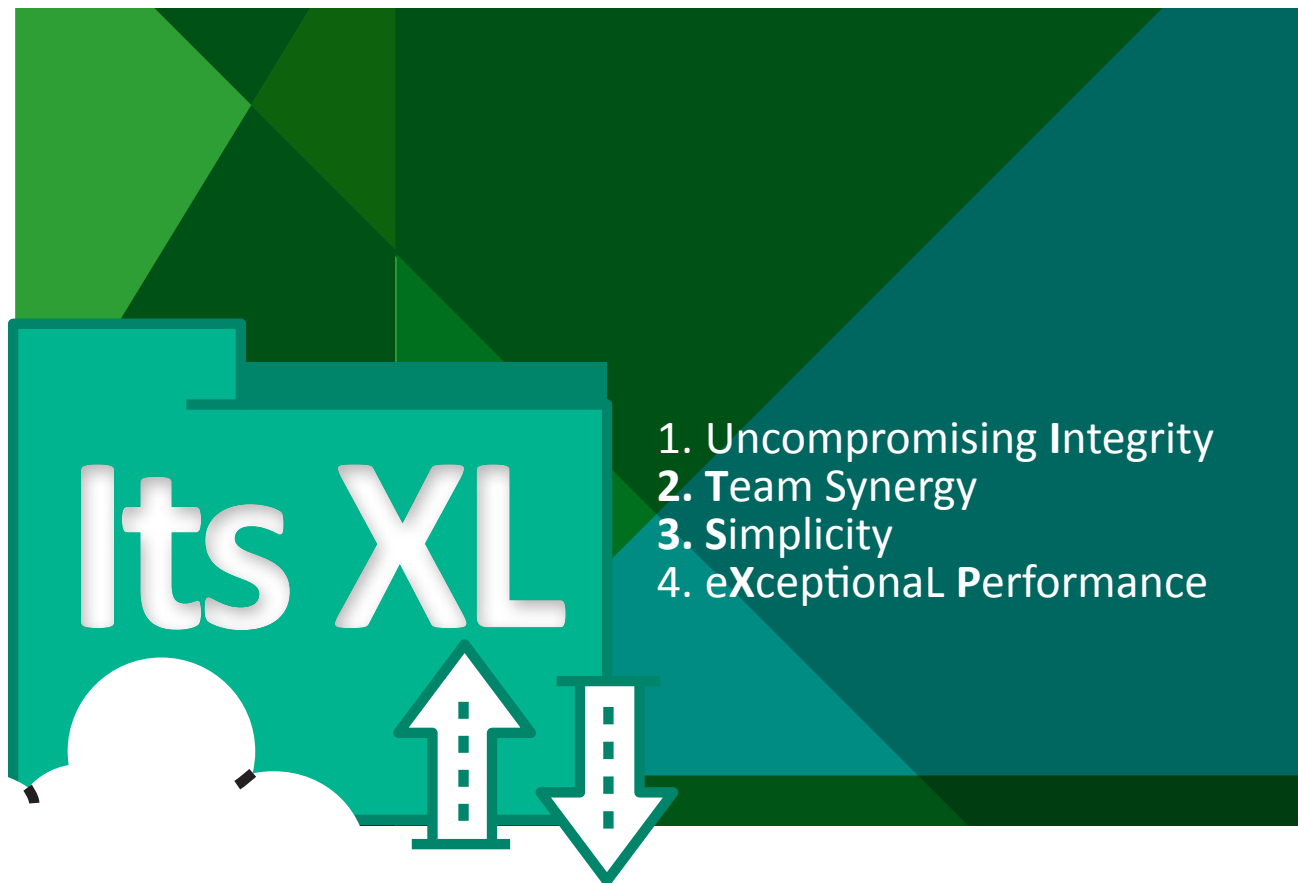 Its XL
1. Uncompromising Integrity
2. Team Synergy
3. Simplicity
4. eXceptionaL Performance